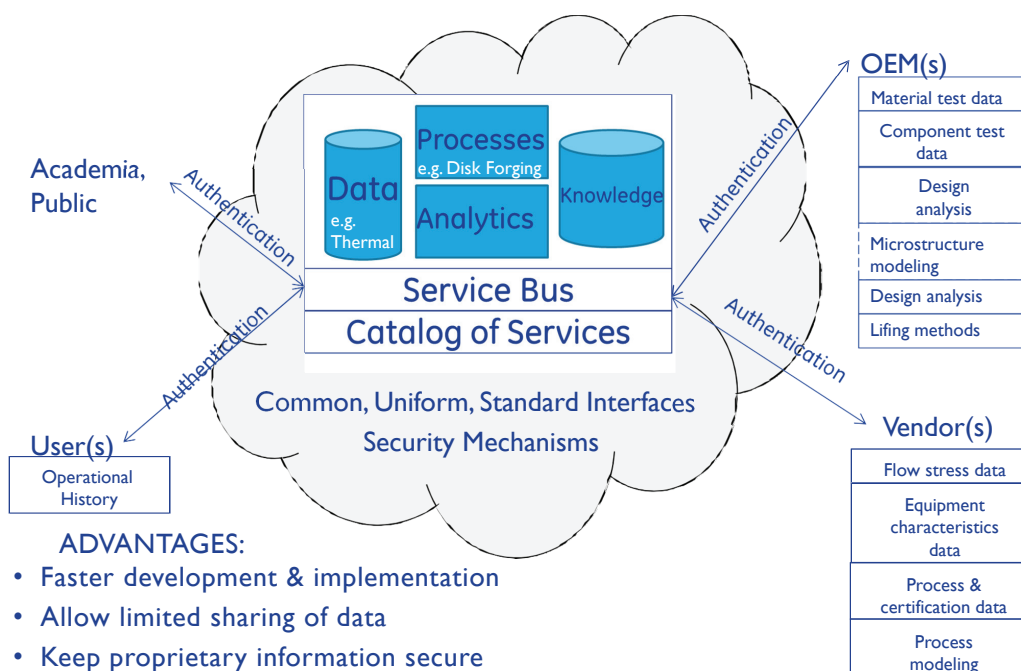 OEM(s)
Material test data
Component test
data
Design
analysis
Microstructure
modeling
Design analysis
Lifing methods
Authentication
Processes
e.g. Disk Forging
Data
e.g.
Thermal
Analytics
Knowledge
Service Bus
Catalog of Services
Common, Uniform, Standard Interfaces
Security Mechanisms
Academia,
Public
Authentication
Authentication
User(s)
Operational
History
Authentication
Vendor(s)
Flow stress data
Equipment
characteristics
data
Process &
certification data
Process
modeling
ADVANTAGES:
• Faster development & implementation
• Allow limited sharing of data
• Keep proprietary information secure